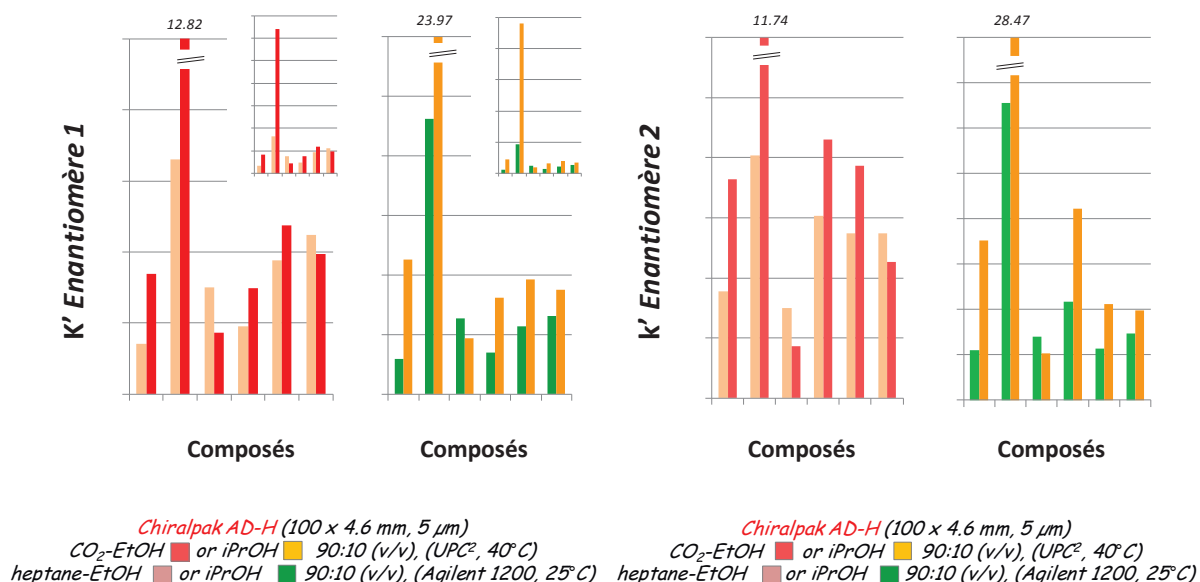 12.82
23.97
11.74
28.47
K' Enantiomère 1
k' Enantiomère 2
Composés
Composés
Composés
Composés
Chiralpak AD-H (100 x 4.6 mm, 5 µm)
CO₂-EtOH or iPrOH 90:10 (v/v), (UPC², 40°C)
heptane-EtOH or iPrOH 90:10 (v/v), (Agilent 1200, 25°C)
Chiralpak AD-H (100 x 4.6 mm, 5 µm)
CO₂-EtOH or iPrOH 90:10 (v/v), (UPC², 40°C)
heptane-EtOH or iPrOH 90:10 (v/v), (Agilent 1200, 25°C)